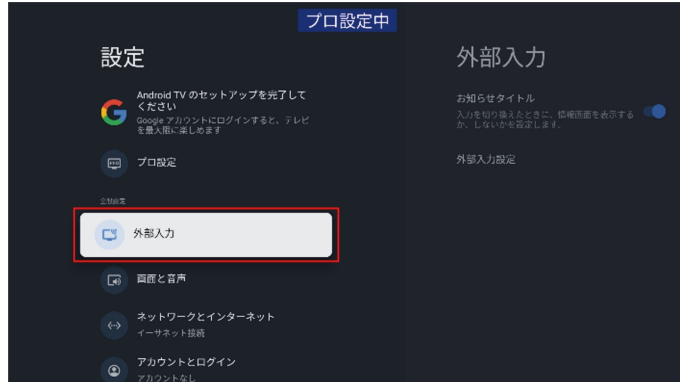 プロ設定中
設定
Android TV のセットアップを完了して
ください
Google アカウントにログインすると、テレビ
を最大限に楽しめます
プロ設定
全般設定
外部入力
画面と音声
ネットワークとインターネット
イーサネット接続
アカウントとログイン
アカウントなし
外部入力
お知らせタイトル
入力を切り換えたときに、情報画面を表示する
か、しないかを設定します。
外部入力設定